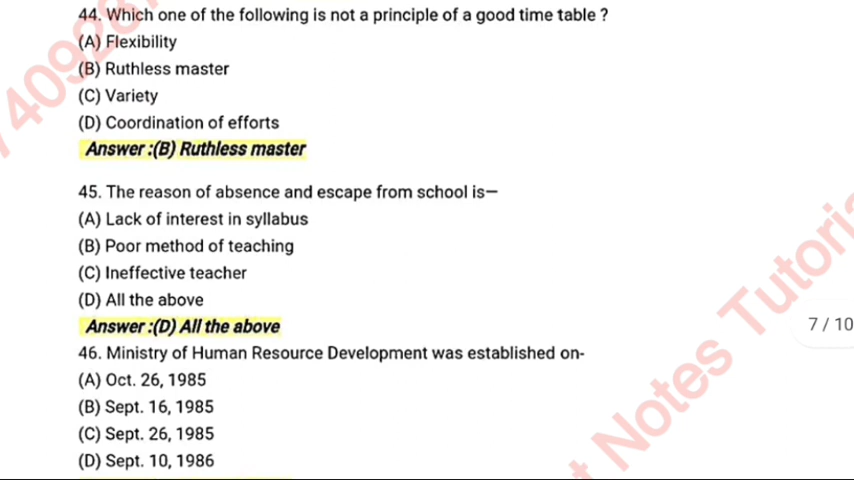 44. Which one of the following is not a principle of a good time table ?
(A) Flexibility
(B) Ruthless master
(C) Variety
(D) Coordination of efforts
Answer :(B) Ruthless master
45. The reason of absence and escape from school is—
(A) Lack of interest in syllabus
(B) Poor method of teaching
(C) Ineffective teacher
(D) All the above
Answer :(D) All the above
7 / 10
46. Ministry of Human Resource Development was established on-
(A) Oct. 26, 1985
(B) Sept. 16, 1985
(C) Sept. 26, 1985
(D) Sept. 10, 1986
Notes